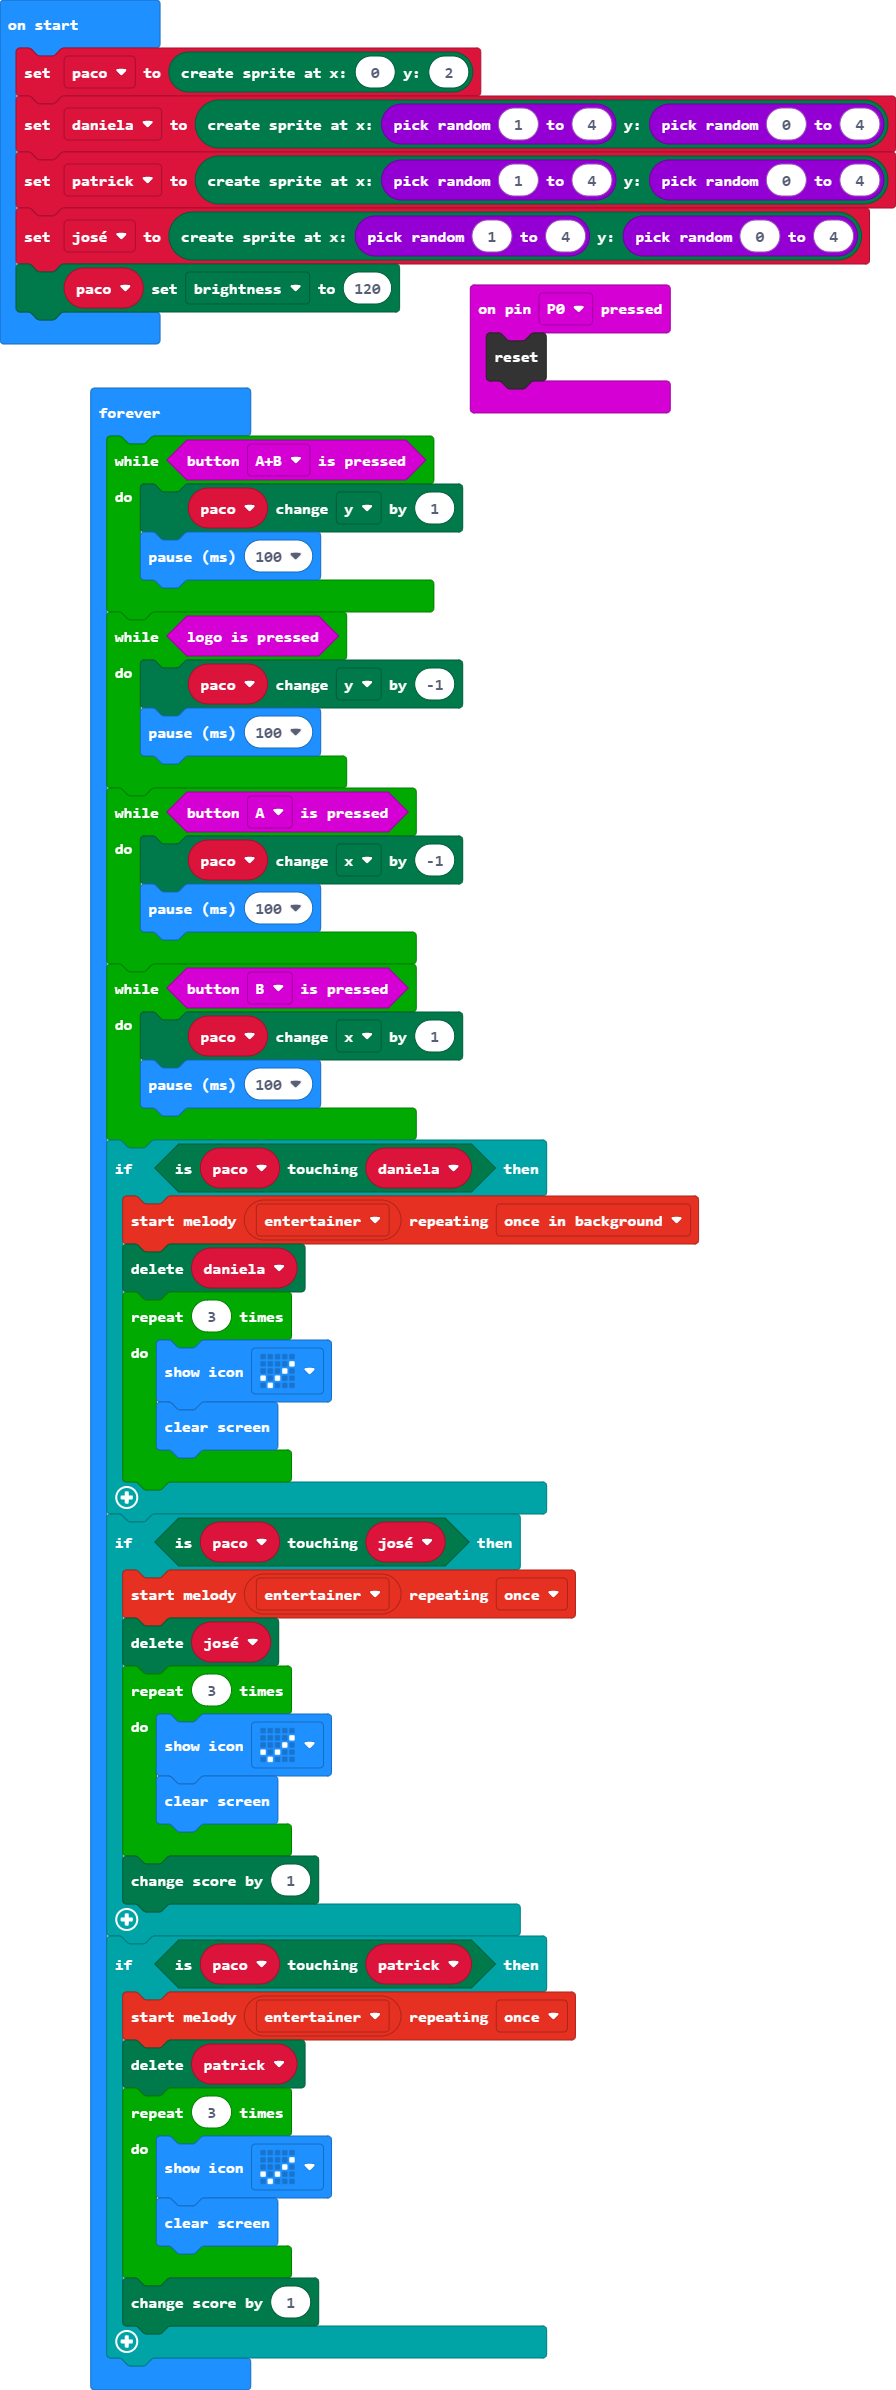 on start
set paco to create sprite at x: 0 y: 2
set daniela to create sprite at x: pick random 1 to 4 y: pick random 0 to 4
set patrick to create sprite at x: pick random 1 to 4 y: pick random 0 to 4
set josé to create sprite at x: pick random 1 to 4 y: pick random 0 to 4
paco set brightness to 120
on pin P0 pressed
reset
forever
while button A+B is pressed
do paco change y by 1
pause (ms) 100
while logo is pressed
do paco change y by -1
pause (ms) 100
while button A is pressed
do paco change x by -1
pause (ms) 100
while button B is pressed
do paco change x by 1
pause (ms) 100
if is paco touching daniela then
start melody entertainer repeating once in background
delete daniela
repeat 3 times
do show icon
clear screen
if is paco touching josé then
start melody entertainer repeating once
delete josé
repeat 3 times
do show icon
clear screen
change score by 1
if is paco touching patrick then
start melody entertainer repeating once
delete patrick
repeat 3 times
do show icon
clear screen
change score by 1